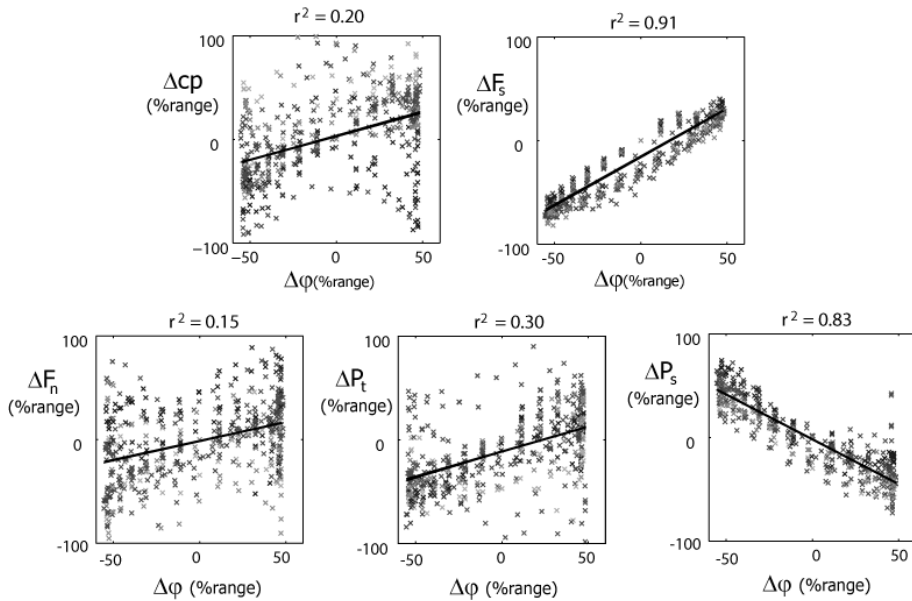 r² = 0.20
100
Δcp
(%range)
0
−100
−50
0
50
Δφ(%range)
r² = 0.91
100
ΔFs
(%range)
0
-100
-50
0
50
Δφ(%range)
r² = 0.15
100
ΔFn
(%range)
0
-100
-50
0
50
Δφ (%range)
r² = 0.30
100
ΔPt
(%range)
0
-100
-50
0
50
Δφ (%range)
r² = 0.83
100
ΔPs
(%range)
0
-100
-50
0
50
Δφ (%range)